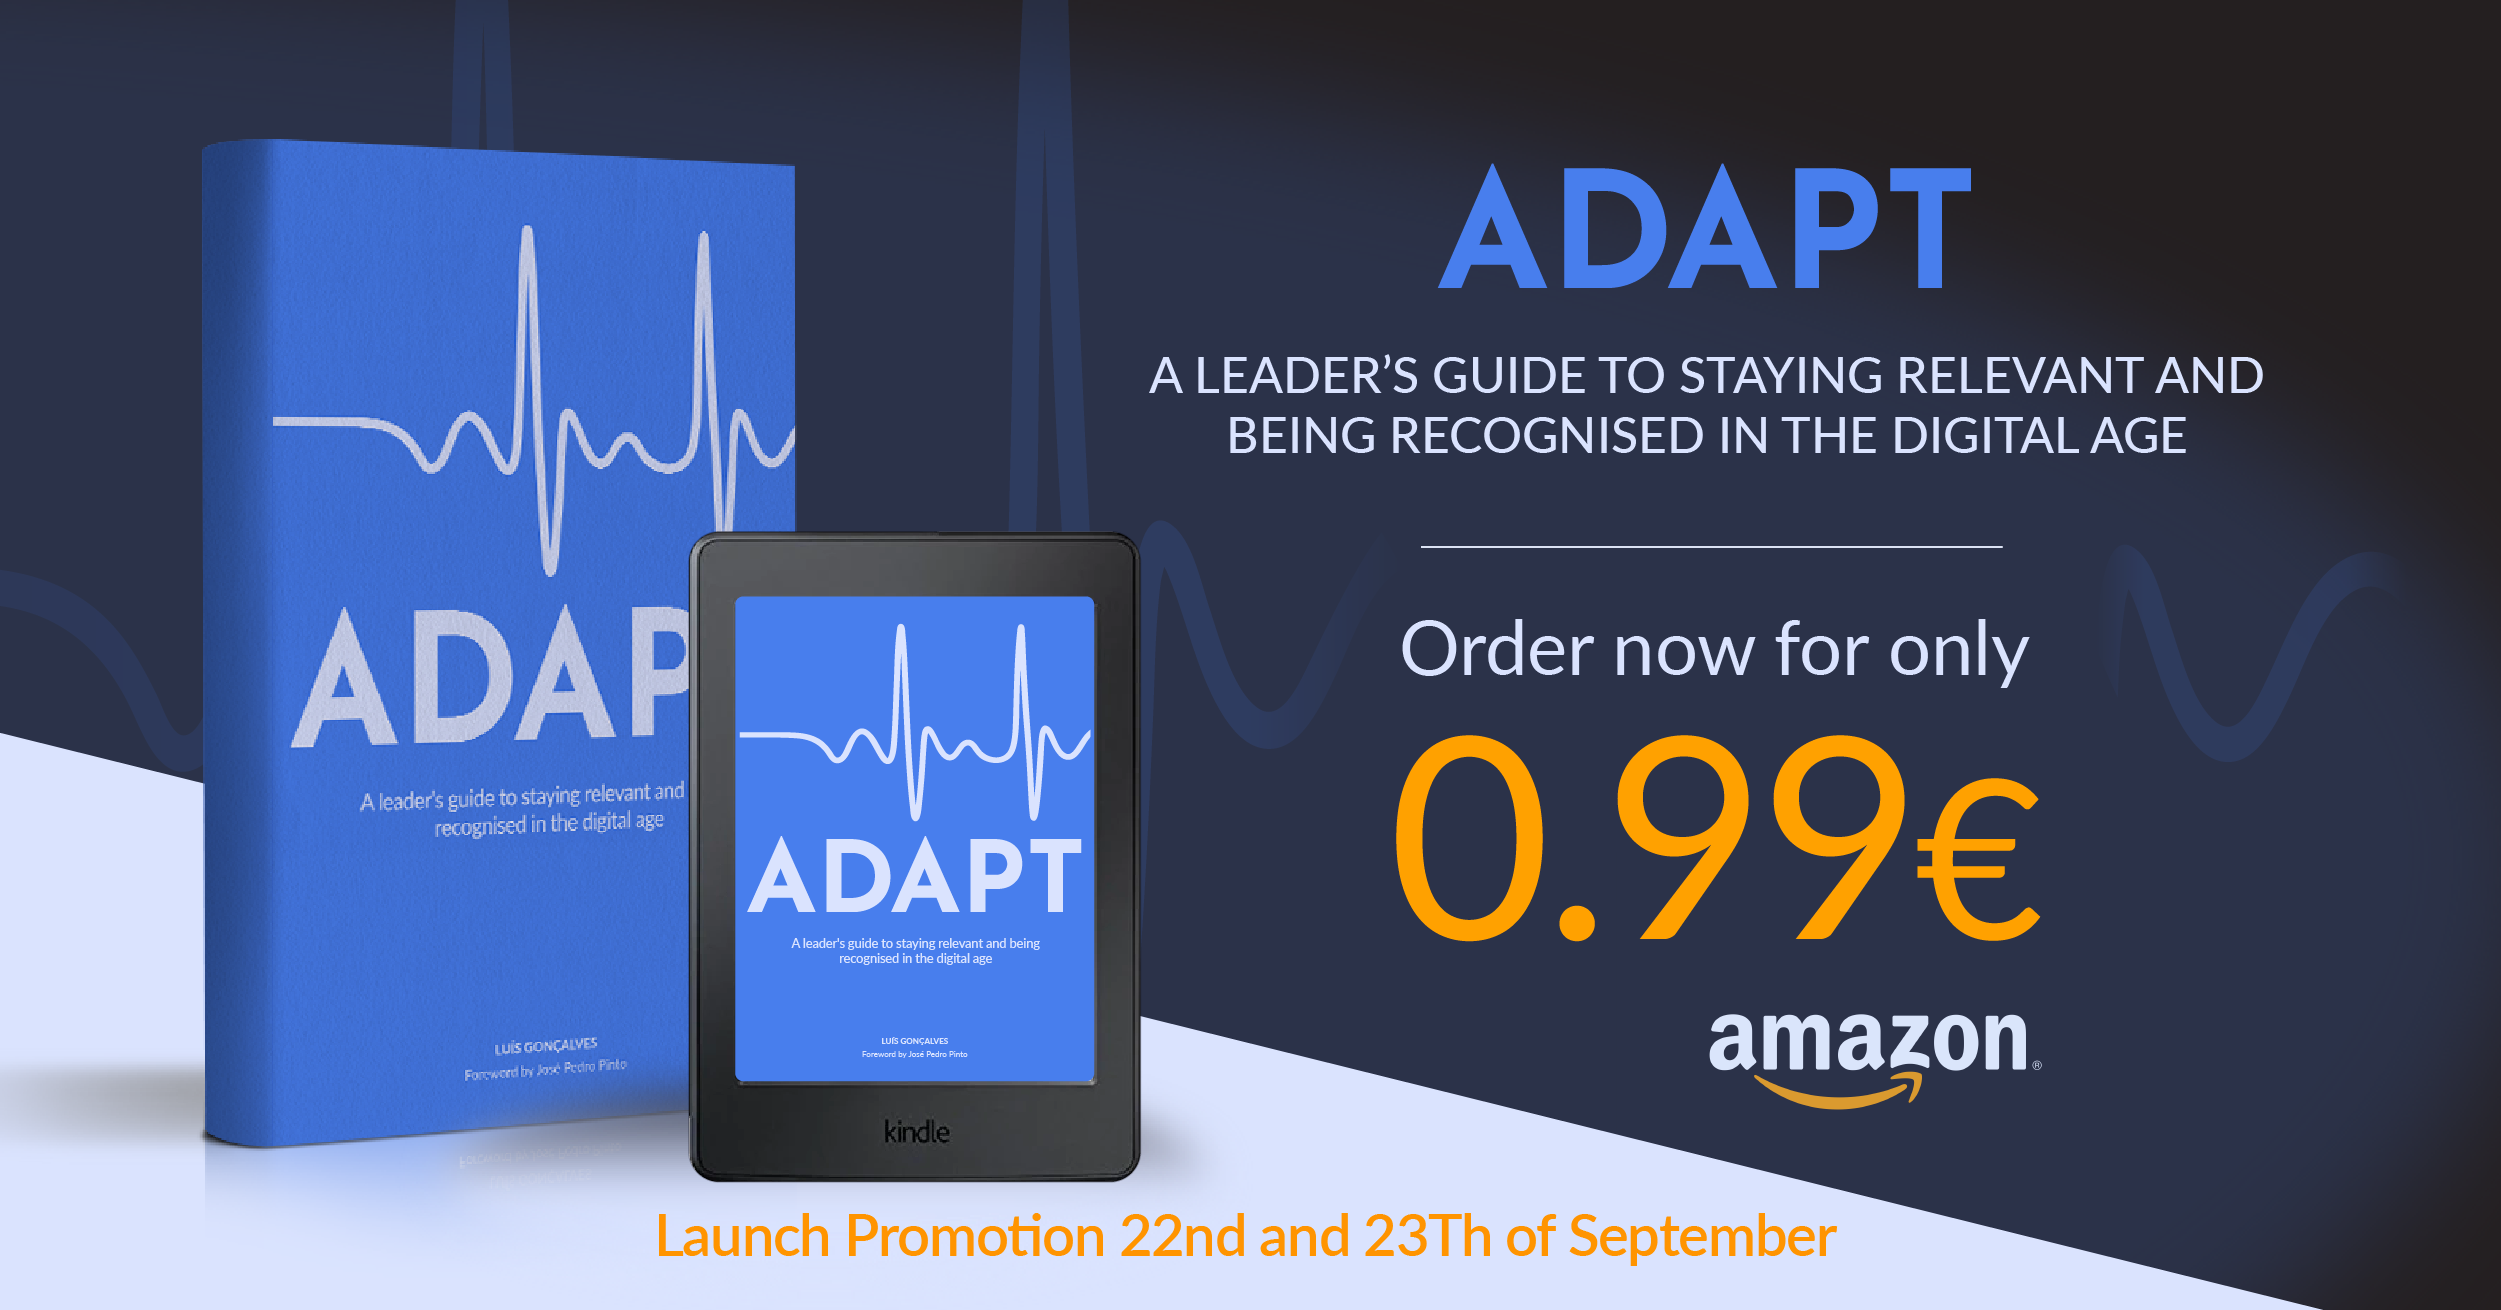 ADAPT
A LEADER’S GUIDE TO STAYING RELEVANT AND
BEING RECOGNISED IN THE DIGITAL AGE
Order now for only
0.99€
amazon®
ADAP
A leader's guide to staying relevant and
recognised in the digital age
LUÍS GONÇALVES
Foreword by José Pedro Pinto
ADAPT
A leader's guide to staying relevant and being
recognised in the digital age
LUÍS GONÇALVES
Foreword by José Pedro Pinto
kindle
Launch Promotion 22nd and 23Th of September